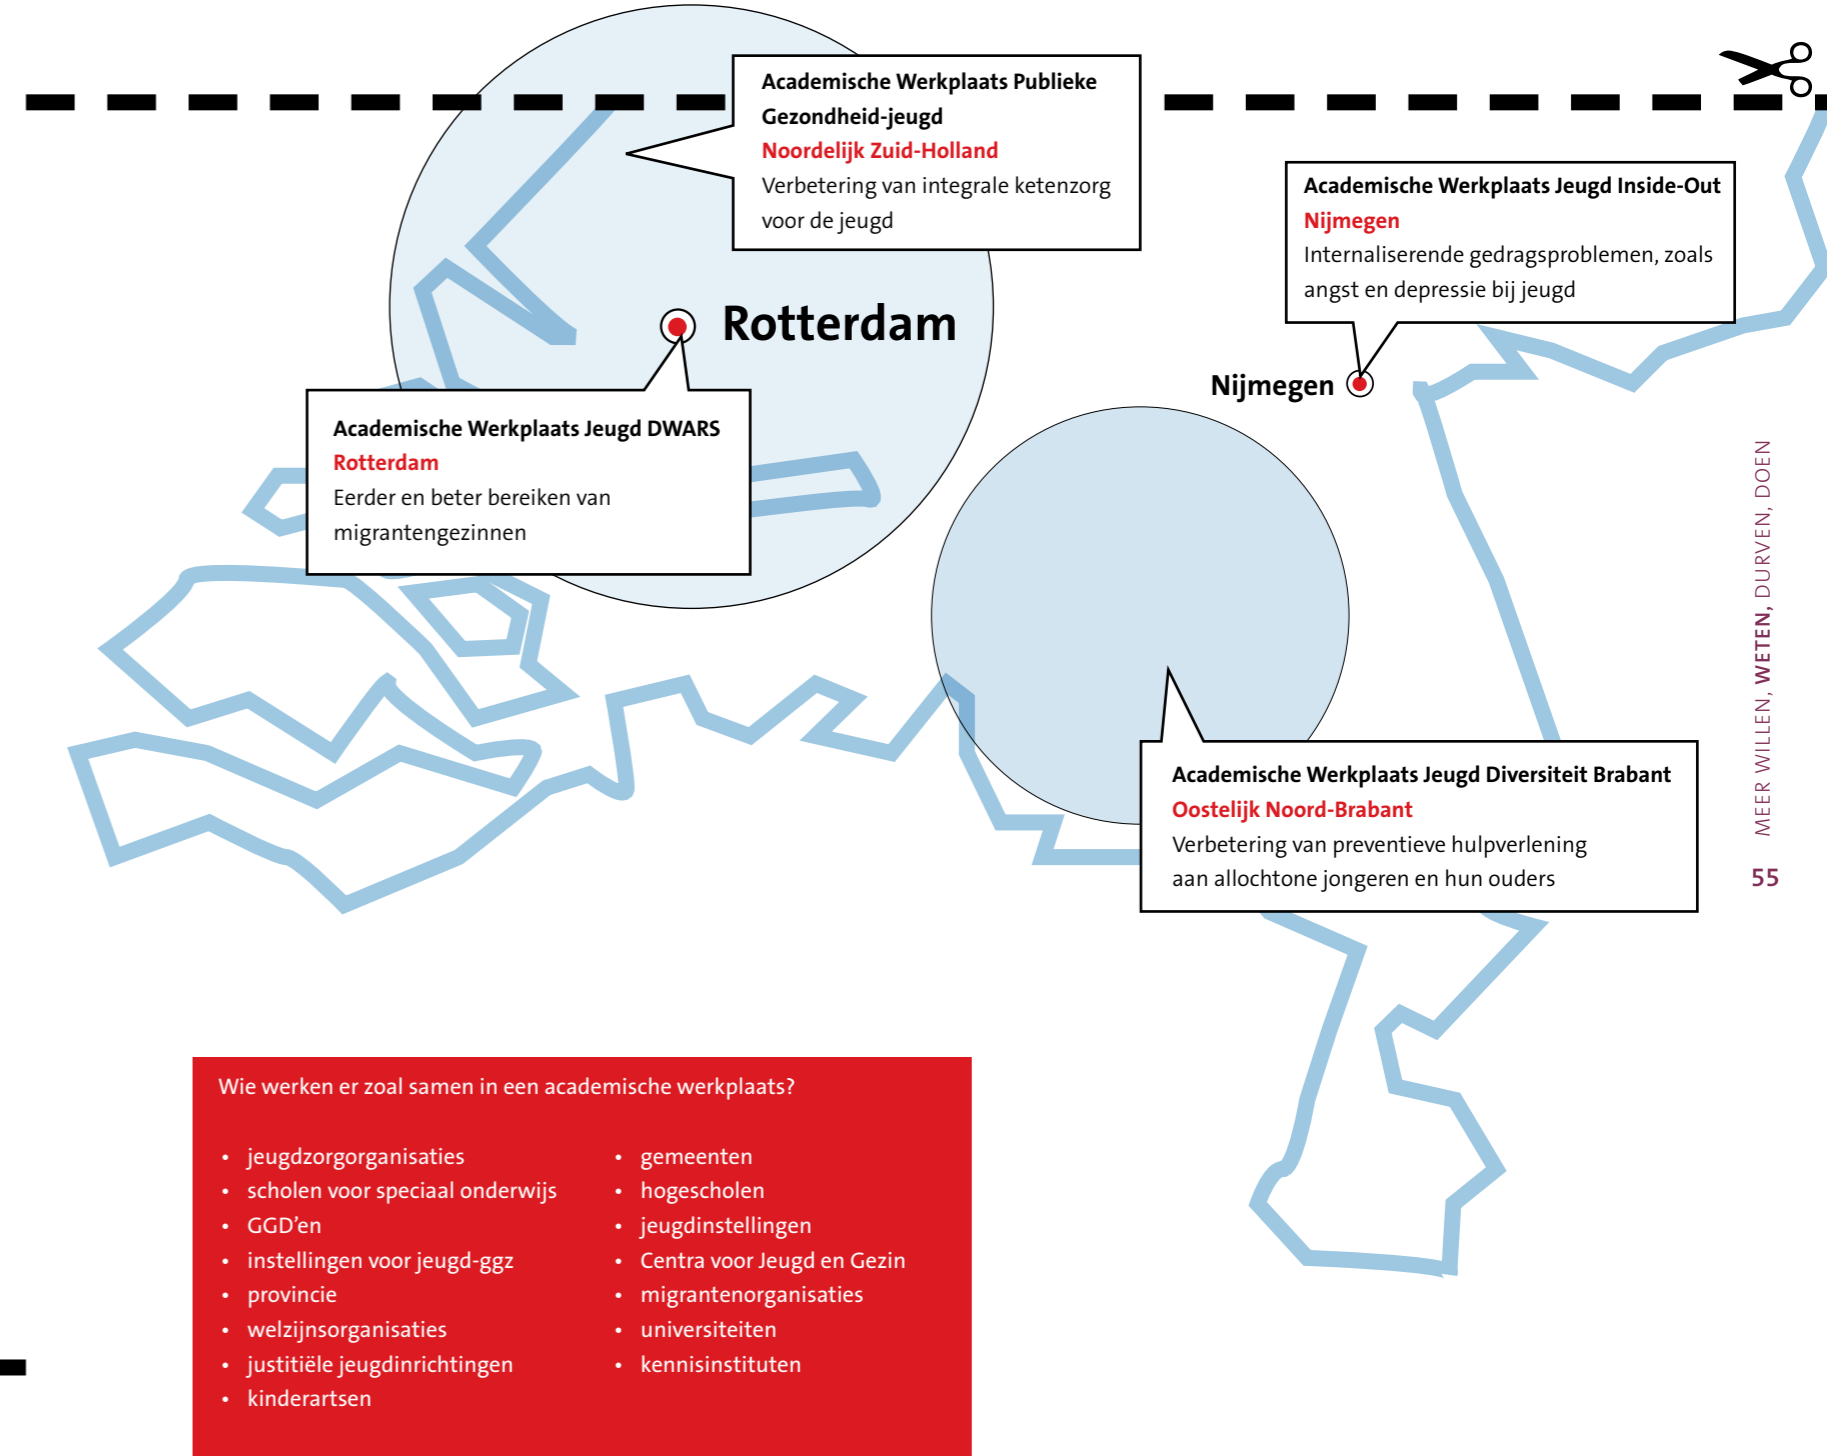 Academische Werkplaats Publieke
Gezondheid-jeugd
Noordelijk Zuid-Holland
Verbetering van integrale ketenzorg
voor de jeugd
Academische Werkplaats Jeugd Inside-Out
Nijmegen
Internaliserende gedragsproblemen, zoals
angst en depressie bij jeugd
Rotterdam
Nijmegen
Academische Werkplaats Jeugd DWARS
Rotterdam
Eerder en beter bereiken van
migrantengezinnen
Academische Werkplaats Jeugd Diversiteit Brabant
Oostelijk Noord-Brabant
Verbetering van preventieve hulpverlening
aan allochtone jongeren en hun ouders
MEER WILLEN, WETEN, DURVEN, DOEN
55
Wie werken er zoal samen in een academische werkplaats?
• jeugdzorgorganisaties
• scholen voor speciaal onderwijs
• GGD’en
• instellingen voor jeugd-ggz
• provincie
• welzijnsorganisaties
• justitiële jeugdinrichtingen
• kinderartsen
• gemeenten
• hogescholen
• jeugdinstellingen
• Centra voor Jeugd en Gezin
• migrantenorganisaties
• universiteiten
• kennisinstituten